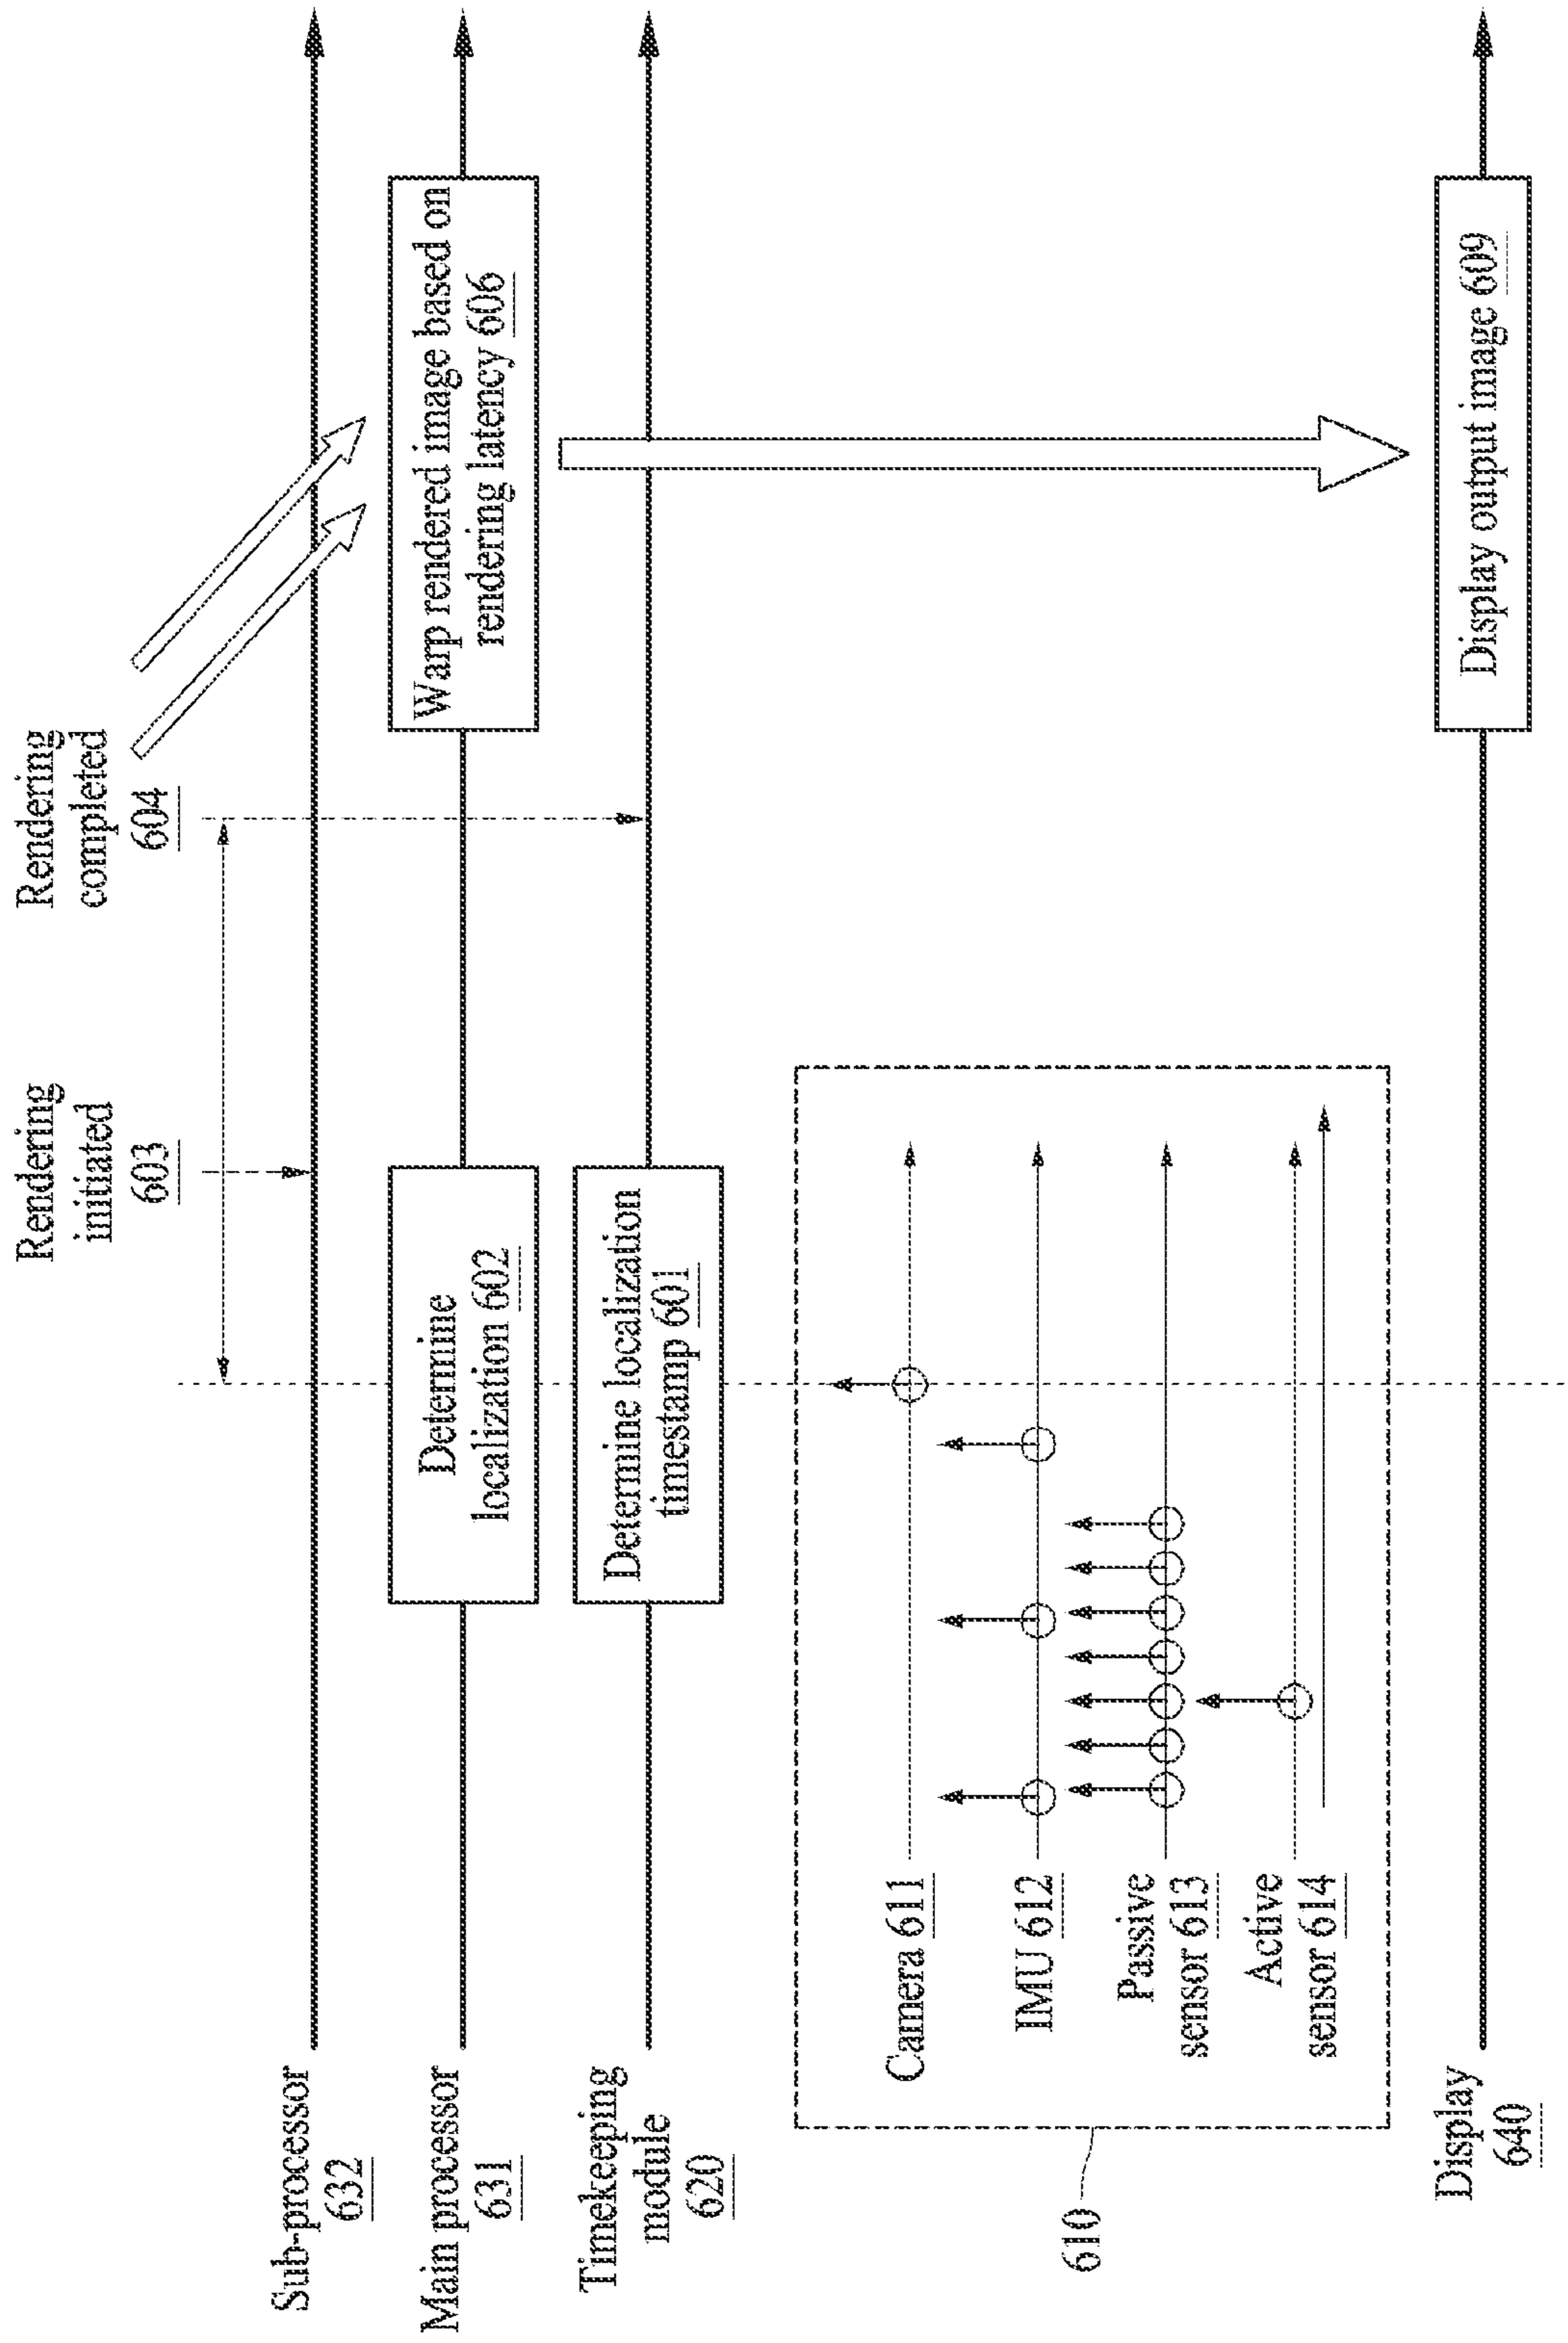 Rendering
initiated
603
Rendering
completed
604
Sub-processor
632
Main processor
631
Determine
localization 602
Warp rendered image based on
rendering latency 606
Timekeeping
module
620
Determine localization
timestamp 601
610
Camera 611
IMU 612
Passive
sensor 613
Active
sensor 614
Display
640
Display output image 609